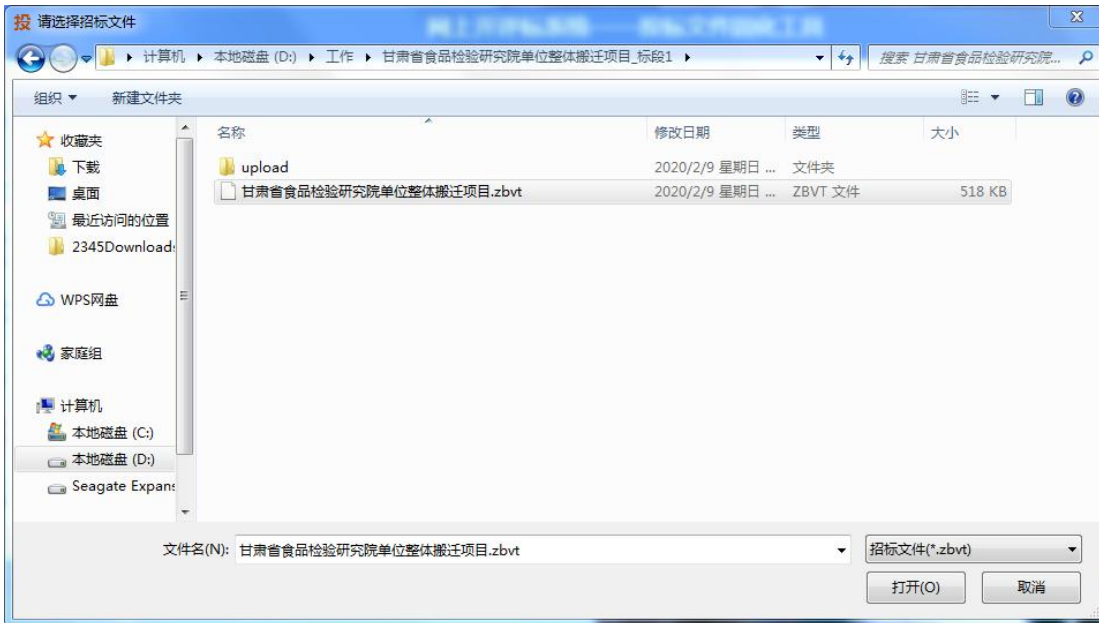 投 请选择招标文件
计算机 本地磁盘 (D:) 工作 甘肃省食品检验研究院单位整体搬迁项目_标段1
搜索 甘肃省食品检验研究院...
组织 新建文件夹
名称 修改日期 类型 大小
upload 2020/2/9 星期日 ... 文件夹
甘肃省食品检验研究院单位整体搬迁项目.zbvt 2020/2/9 星期日 ... ZBVT 文件 518 KB
收藏夹
下载
桌面
最近访问的位置
2345Downloads
WPS网盘
家庭组
计算机
本地磁盘 (C:)
本地磁盘 (D:)
Seagate Expans
文件名(N): 甘肃省食品检验研究院单位整体搬迁项目.zbvt
招标文件(*.zbvt)
打开(O) 取消